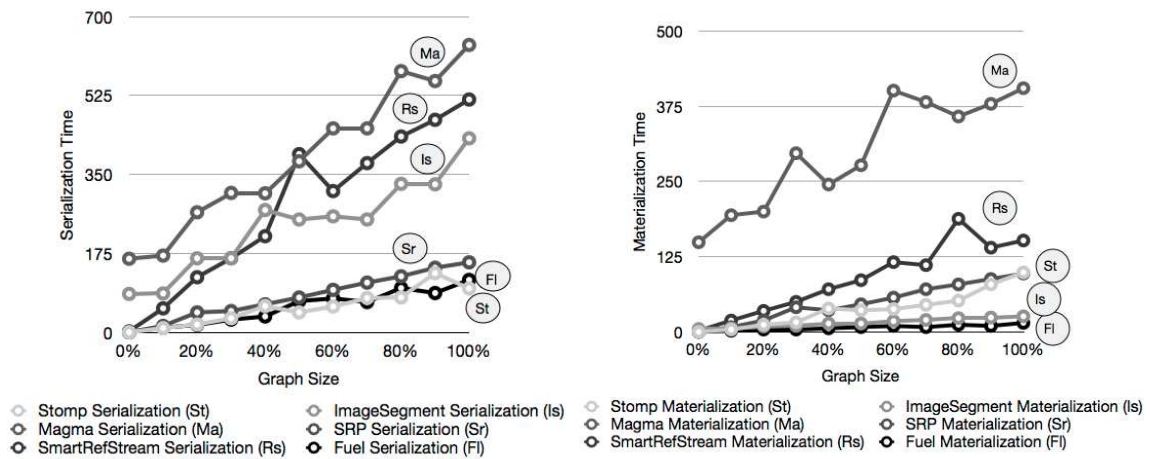 700
525
350
175
0
Serialization Time
Ma
Rs
Is
Sr
Fl
St
0%
20%
40%
60%
80%
100%
Graph Size
Stomp Serialization (St)
Magma Serialization (Ma)
SmartRefStream Serialization (Rs)
ImageSegment Serialization (Is)
SRP Serialization (Sr)
Fuel Serialization (Fl)
500
375
250
125
0
Materialization Time
Ma
Rs
St
Is
Fl
0%
20%
40%
60%
80%
100%
Graph Size
Stomp Materialization (St)
Magma Materialization (Ma)
SmartRefStream Materialization (Rs)
ImageSegment Materialization (Is)
SRP Materialization (Sr)
Fuel Materialization (Fl)